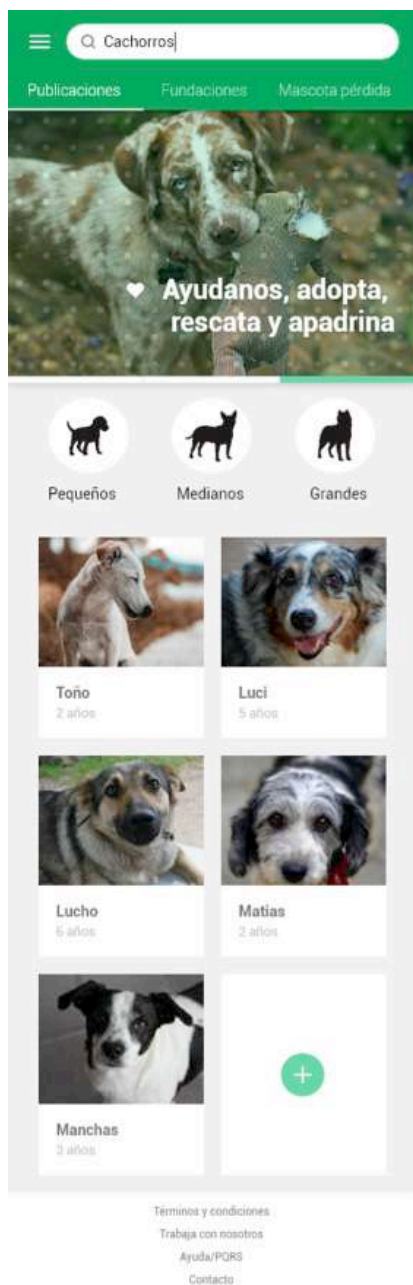 Cachorros
Publicaciones Fundaciones Mascota pérdida
Ayudanos, adopta,
rescata y apadrina
Pequeños Medianos Grandes
Toño
2 años
Luci
5 años
Lucho
6 años
Matias
2 años
Manchas
3 años
Términos y condiciones
Trabaja con nosotros
Ayuda/PQRS
Contacto